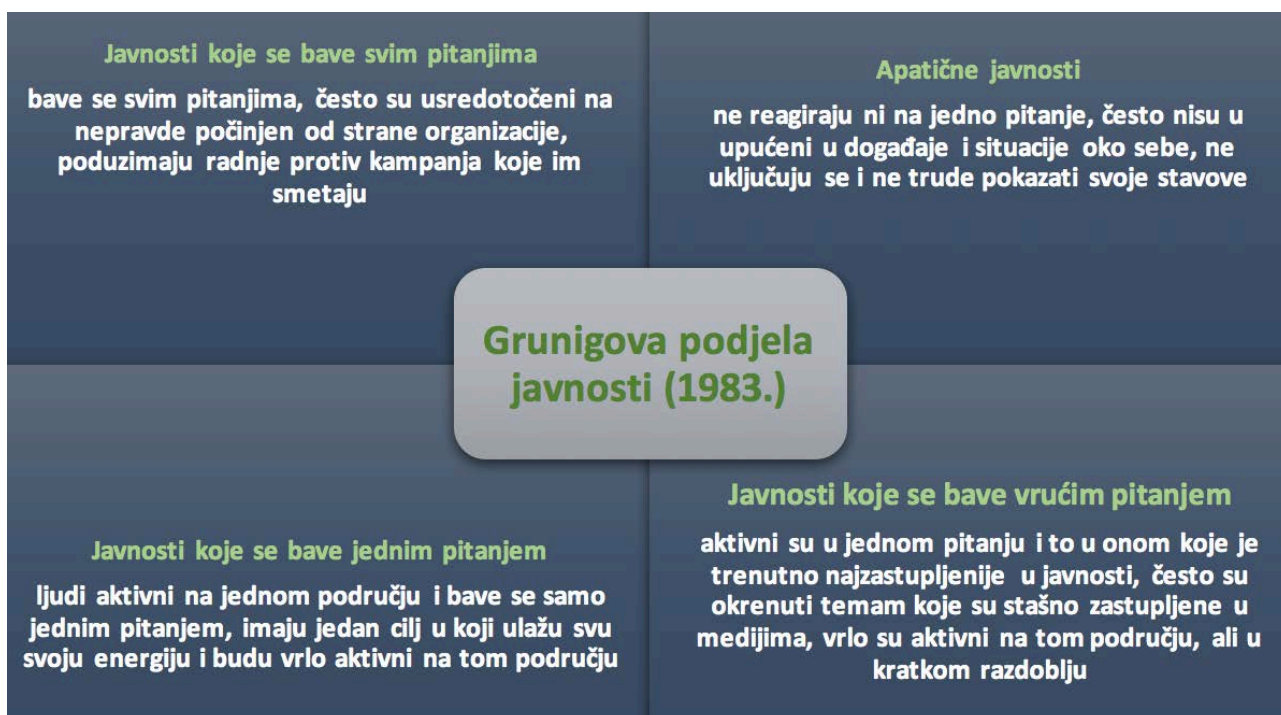 Javnosti koje se bave svim pitanjima
bave se svim pitanjima, često su usredotočeni na
nepravde počinjen od strane organizacije,
poduzimaju radnje protiv kampanja koje im
smetaju
Apatične javnosti
ne reagiraju ni na jedno pitanje, često nisu u
upućeni u događaje i situacije oko sebe, ne
uključuju se i ne trude pokazati svoje stavove
Grunigova podjela
javnosti (1983.)
Javnosti koje se bave jednim pitanjem
ljudi aktivni na jednom području i bave se samo
jednim pitanjem, imaju jedan cilj u koji ulažu svu
svoju energiju i budu vrlo aktivni na tom području
Javnosti koje se bave vrućim pitanjem
aktivni su u jednom pitanju i to u onom koje je
trenutno najzastupljenije u javnosti, često su
okrenuti temam koje su stašno zastupljene u
medijima, vrlo su aktivni na tom području, ali u
kratkom razdoblju